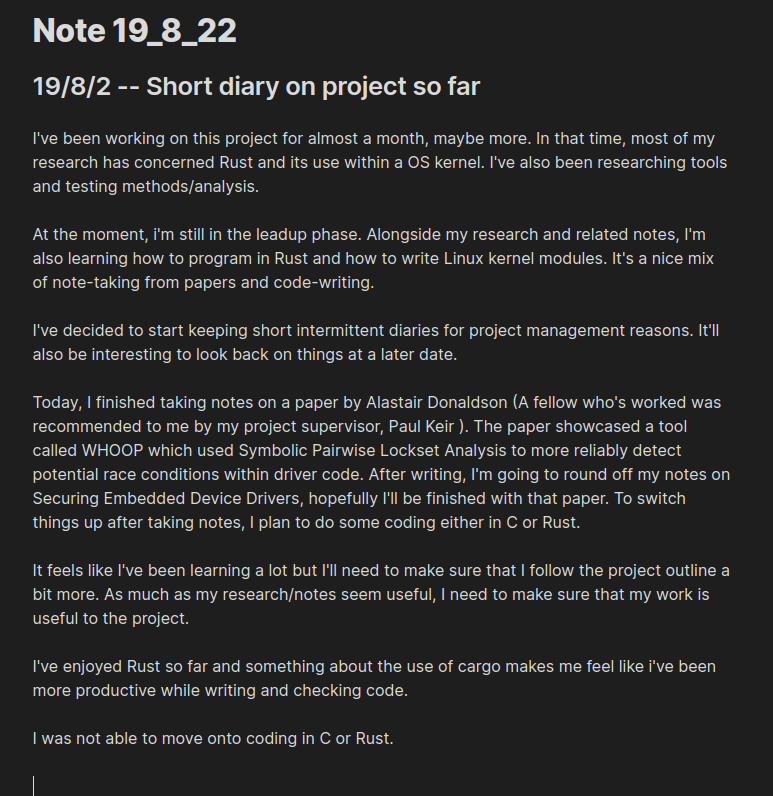 Note 19_8_22
19/8/2 -- Short diary on project so far
I've been working on this project for almost a month, maybe more. In that time, most of my
research has concerned Rust and its use within a OS kernel. I've also been researching tools
and testing methods/analysis.
At the moment, i'm still in the leadup phase. Alongside my research and related notes, I'm
also learning how to program in Rust and how to write Linux kernel modules. It's a nice mix
of note-taking from papers and code-writing.
I've decided to start keeping short intermittent diaries for project management reasons. It'll
also be interesting to look back on things at a later date.
Today, I finished taking notes on a paper by Alastair Donaldson (A fellow who's worked was
recommended to me by my project supervisor, Paul Keir ). The paper showcased a tool
called WHOOP which used Symbolic Pairwise Lockset Analysis to more reliably detect
potential race conditions within driver code. After writing, I'm going to round off my notes on
Securing Embedded Device Drivers, hopefully I'll be finished with that paper. To switch
things up after taking notes, I plan to do some coding either in C or Rust.
It feels like I've been learning a lot but I'll need to make sure that I follow the project outline a
bit more. As much as my research/notes seem useful, I need to make sure that my work is
useful to the project.
I've enjoyed Rust so far and something about the use of cargo makes me feel like i've been
more productive while writing and checking code.
I was not able to move onto coding in C or Rust.